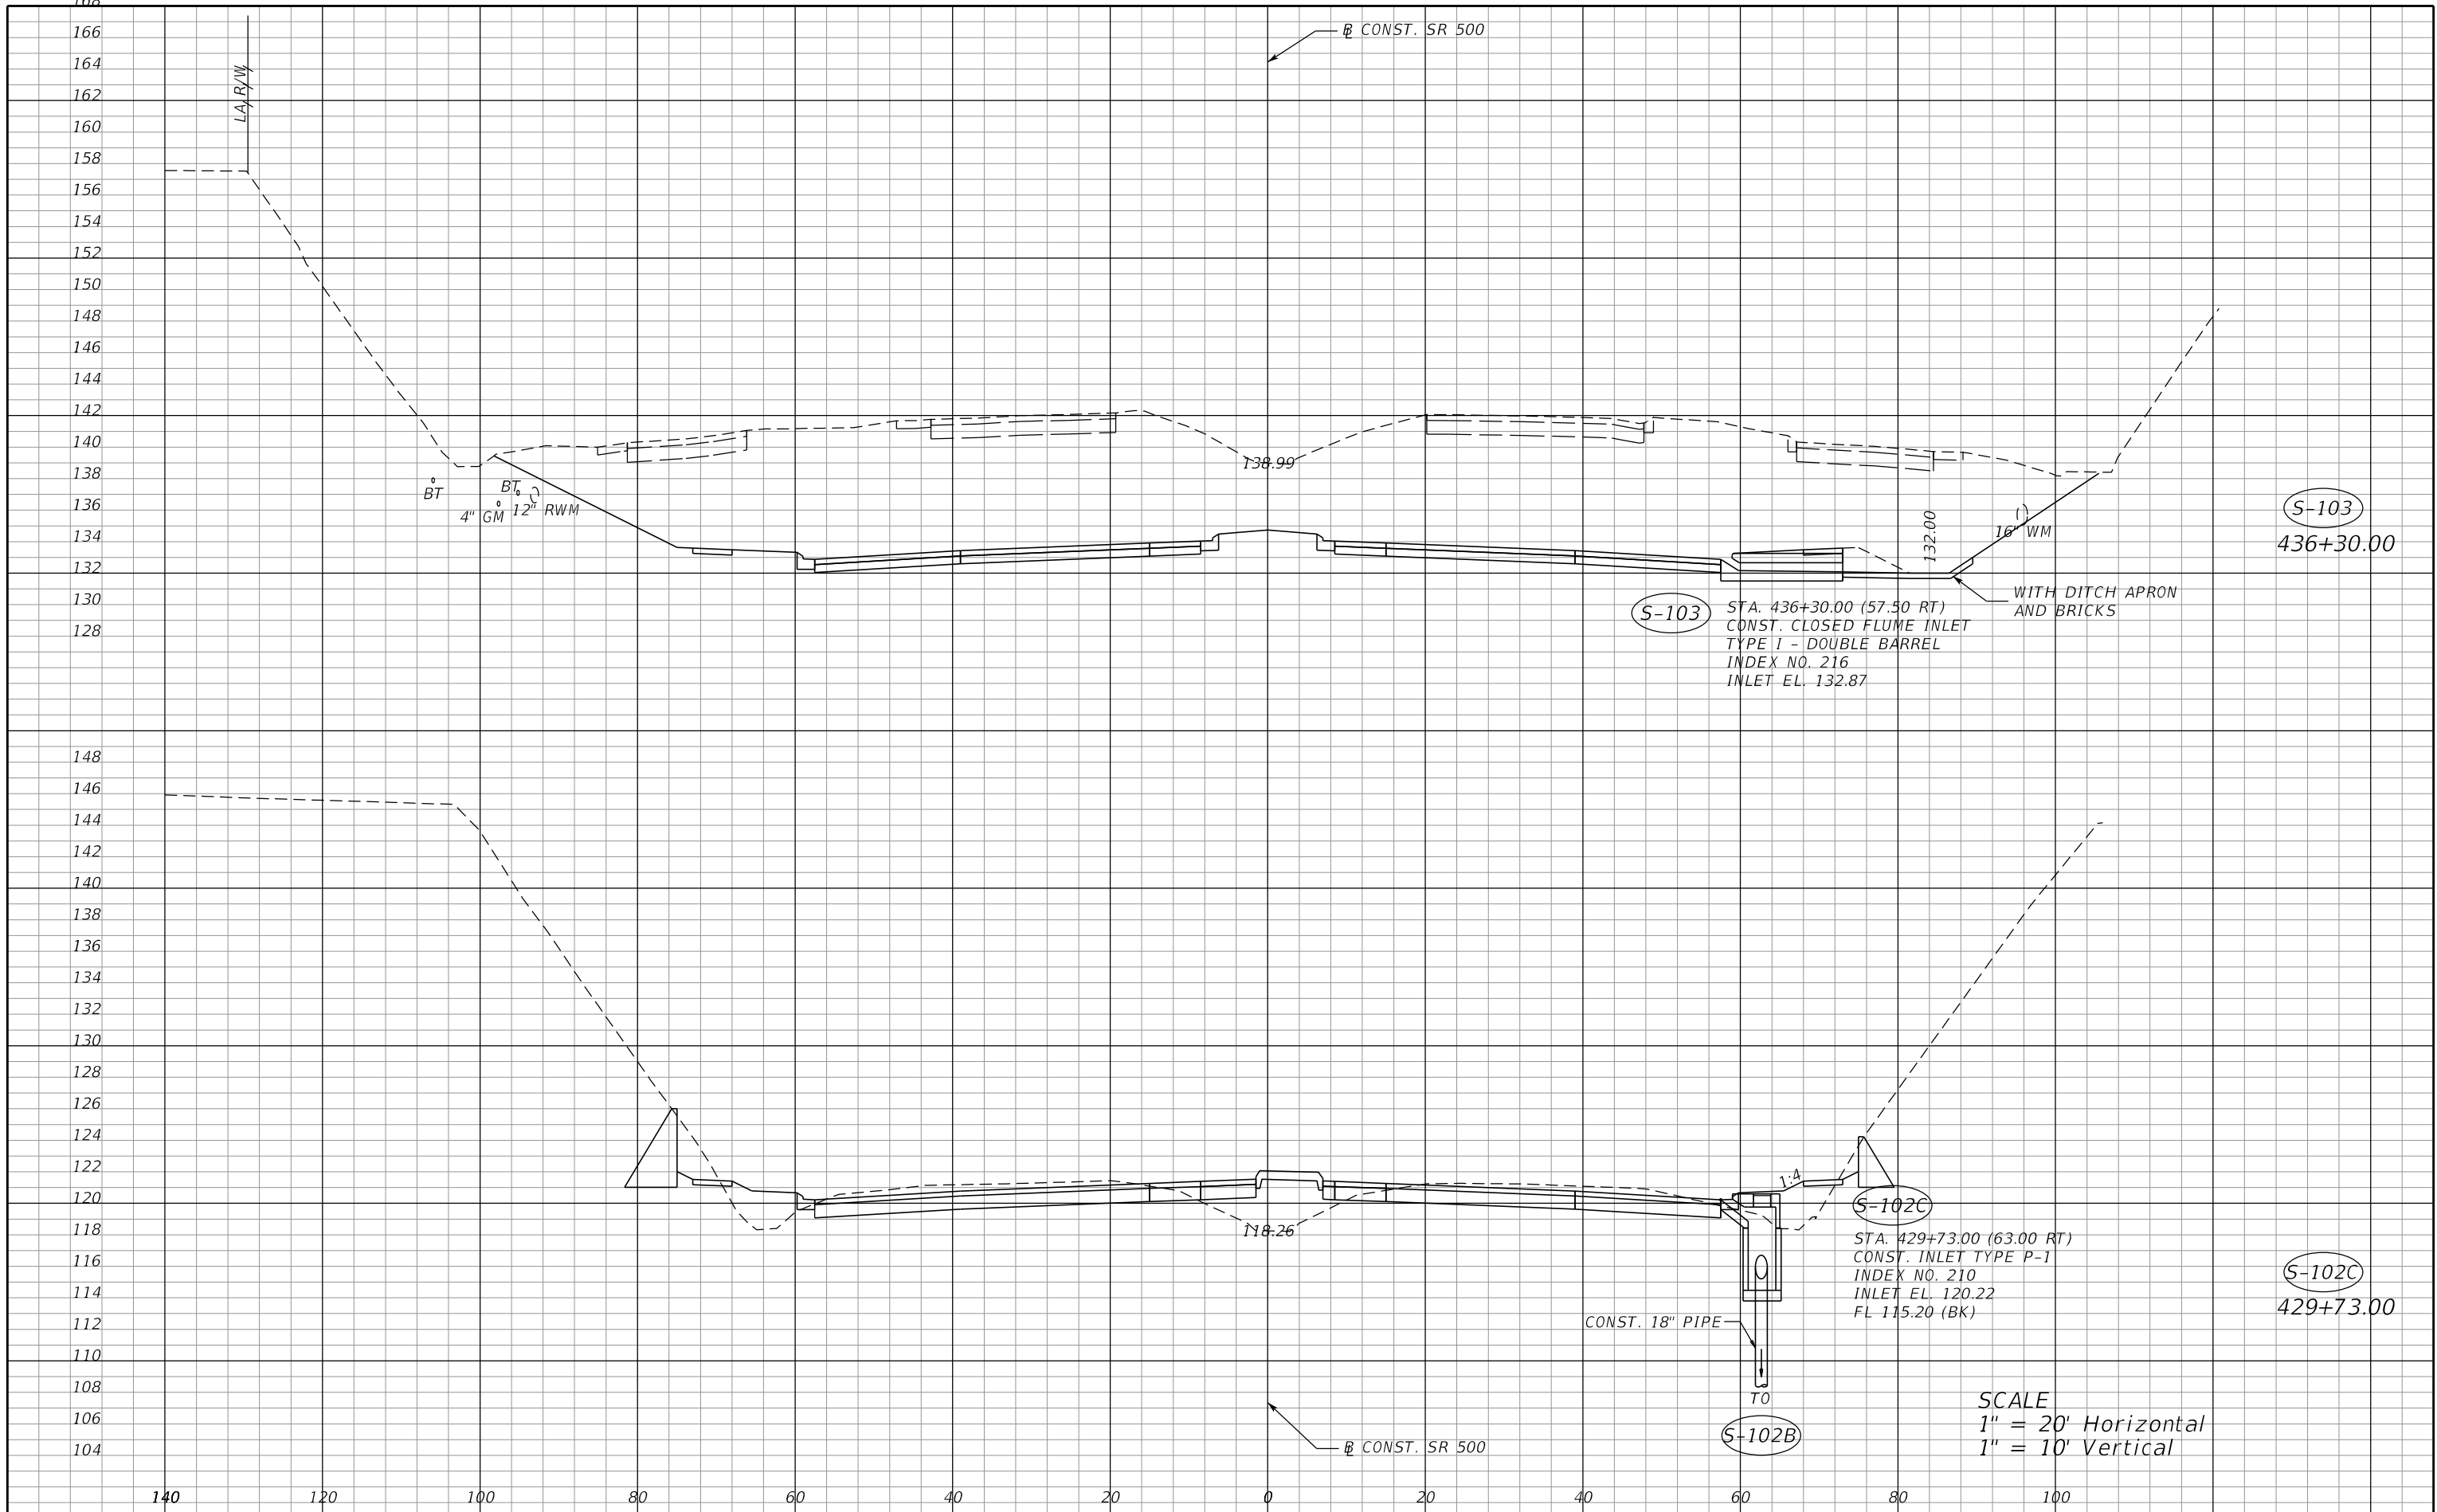 168
166
164
162
160
158
156
154
152
150
148
146
144
142
140
138
136
134
132
130
128
LA R/W
BL CONST. SR 500
138.99
BT
BT
4" GM
12" RWM
132.00
16" WM
S-103
436+30.00
WITH DITCH APRON
AND BRICKS
S-103
STA. 436+30.00 (57.50 RT)
CONST. CLOSED FLUME INLET
TYPE I - DOUBLE BARREL
INDEX NO. 216
INLET EL. 132.87
148
146
144
142
140
138
136
134
132
130
128
126
124
122
120
118
116
114
112
110
108
106
104
118.26
1:4
S-102C
STA. 429+73.00 (63.00 RT)
CONST. INLET TYPE P-1
INDEX NO. 210
INLET EL. 120.22
FL 115.20 (BK)
S-102C
429+73.00
CONST. 18" PIPE
TO
S-102B
BL CONST. SR 500
SCALE
1" = 20' Horizontal
1" = 10' Vertical
140 120 100 80 60 40 20 0 20 40 60 80 100